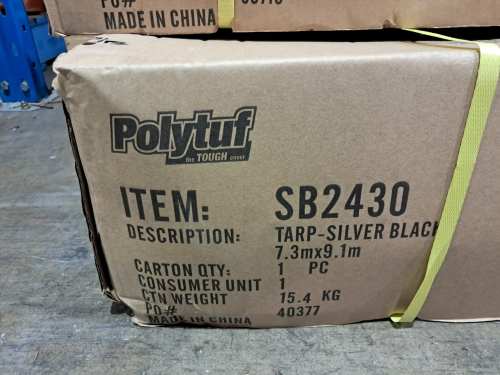 PO#
MADE IN CHINA
Polytuf
the TOUGH cover
ITEM: SB2430
DESCRIPTION: TARP-SILVER BLACK
7.3mx9.1m
CARTON QTY: 1 PC
CONSUMER UNIT 1
CTN WEIGHT 15.4 KG
PO# 40377
MADE IN CHINA